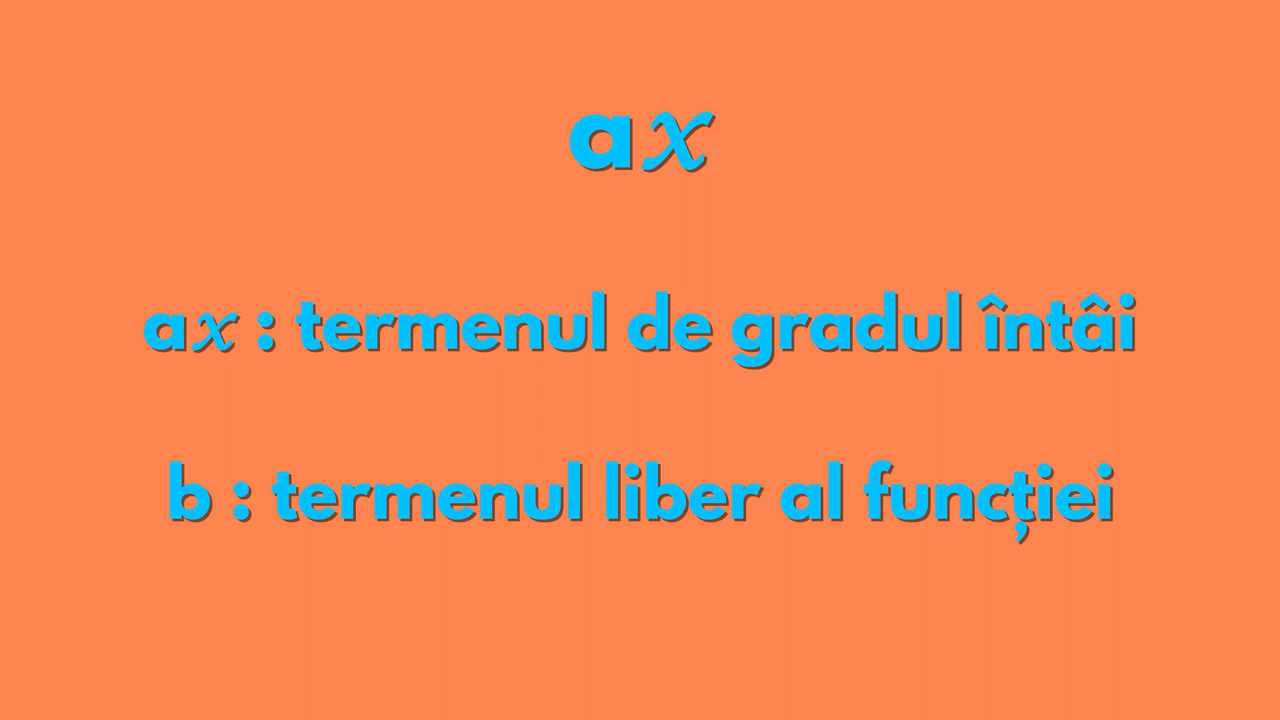 ax
ax : termenul de gradul întâi
b : termenul liber al funcției